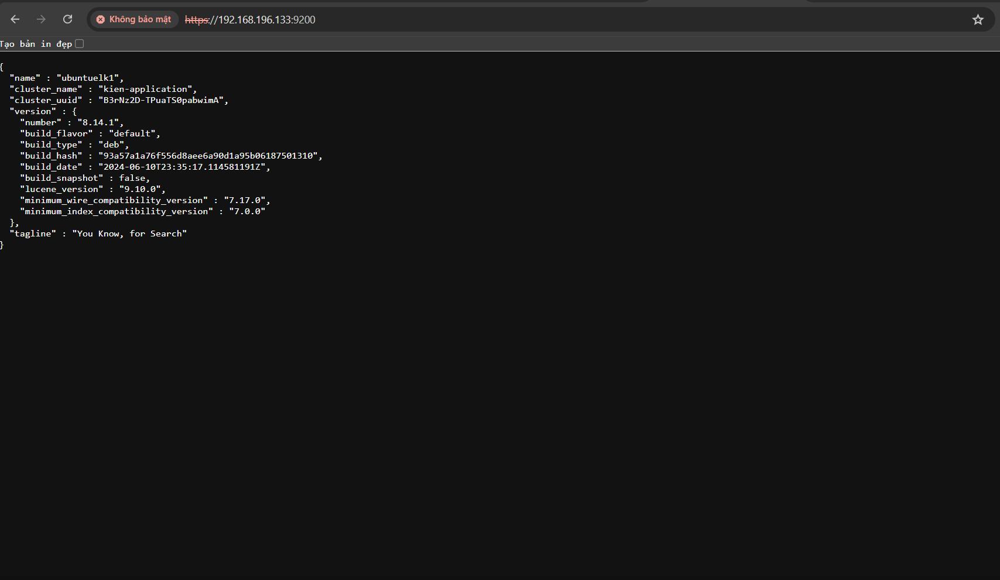 Không bảo mật https://192.168.196.133:9200
Tạo bản in đẹp
{
  "name" : "ubuntuelk1",
  "cluster_name" : "kien-application",
  "cluster_uuid" : "B3rNz2D-TPuaTS0pabwimA",
  "version" : {
    "number" : "8.14.1",
    "build_flavor" : "default",
    "build_type" : "deb",
    "build_hash" : "93a57a1a76f556d8aee6a90d1a95b06187501310",
    "build_date" : "2024-06-10T23:35:17.114581191Z",
    "build_snapshot" : false,
    "lucene_version" : "9.10.0",
    "minimum_wire_compatibility_version" : "7.17.0",
    "minimum_index_compatibility_version" : "7.0.0"
  },
  "tagline" : "You Know, for Search"
}